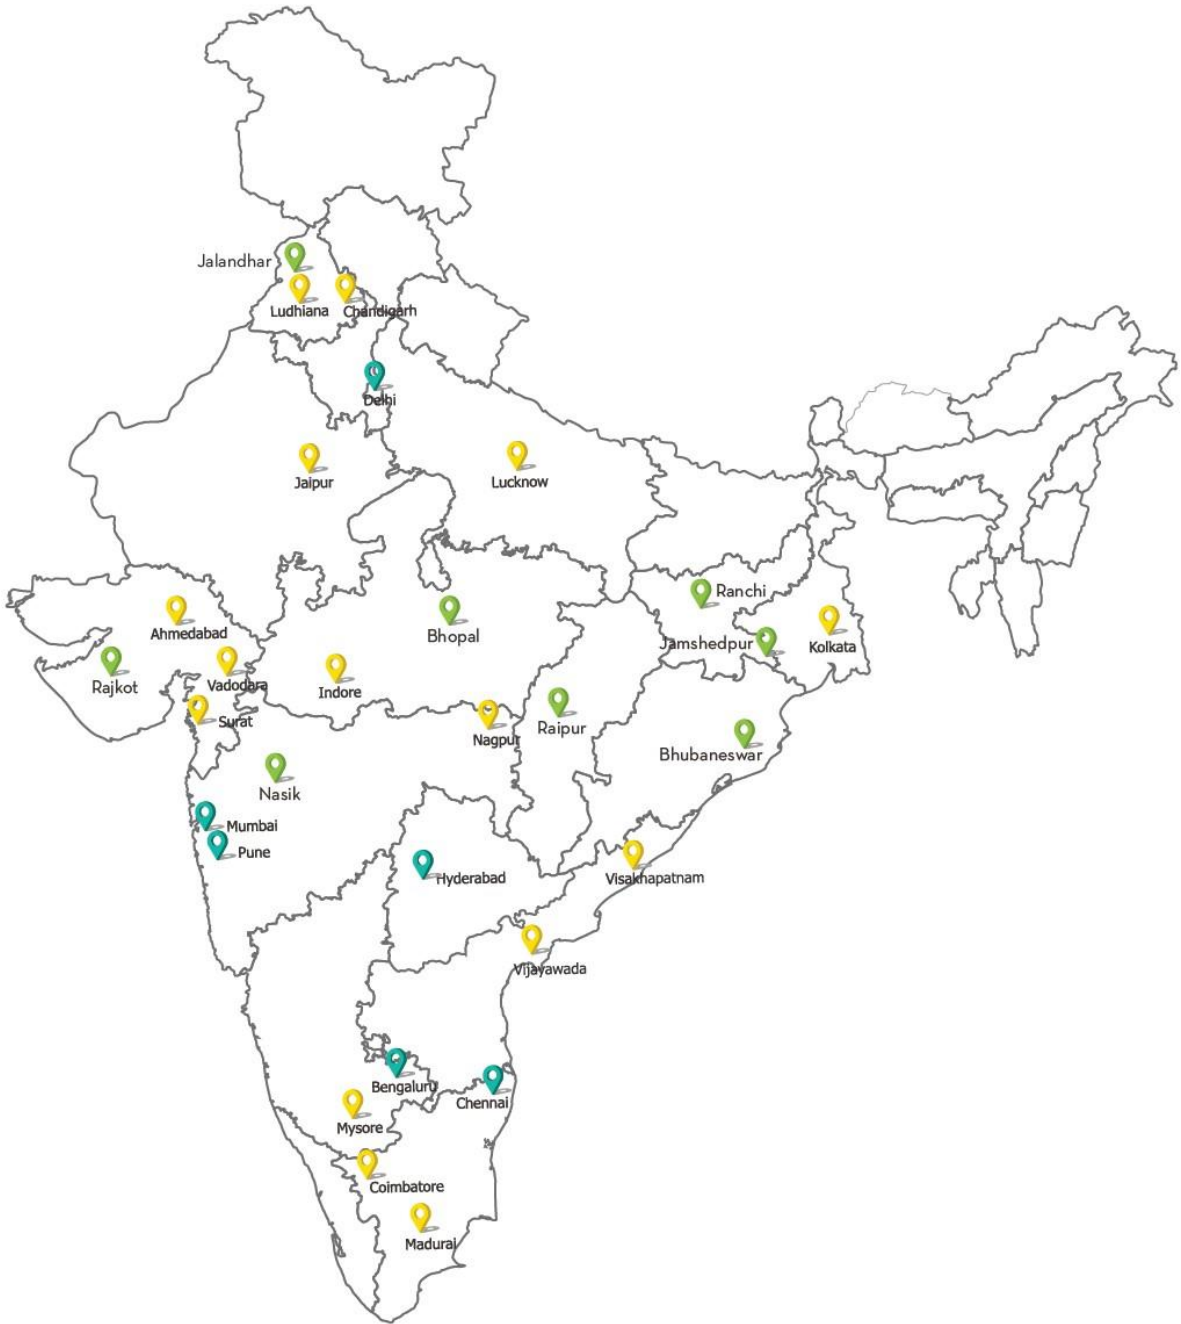 Jalandhar
Ludhiana
Chandigarh
Delhi
Jaipur
Lucknow
Ranchi
Ahmedabad
Bhopal
Jamshedpur
Kolkata
Rajkot
Vadodara
Indore
Surat
Nagpur
Raipur
Bhubaneswar
Nasik
Mumbai
Pune
Hyderabad
Visakhapatnam
Vijayawada
Bengaluru
Chennai
Mysore
Coimbatore
Madurai